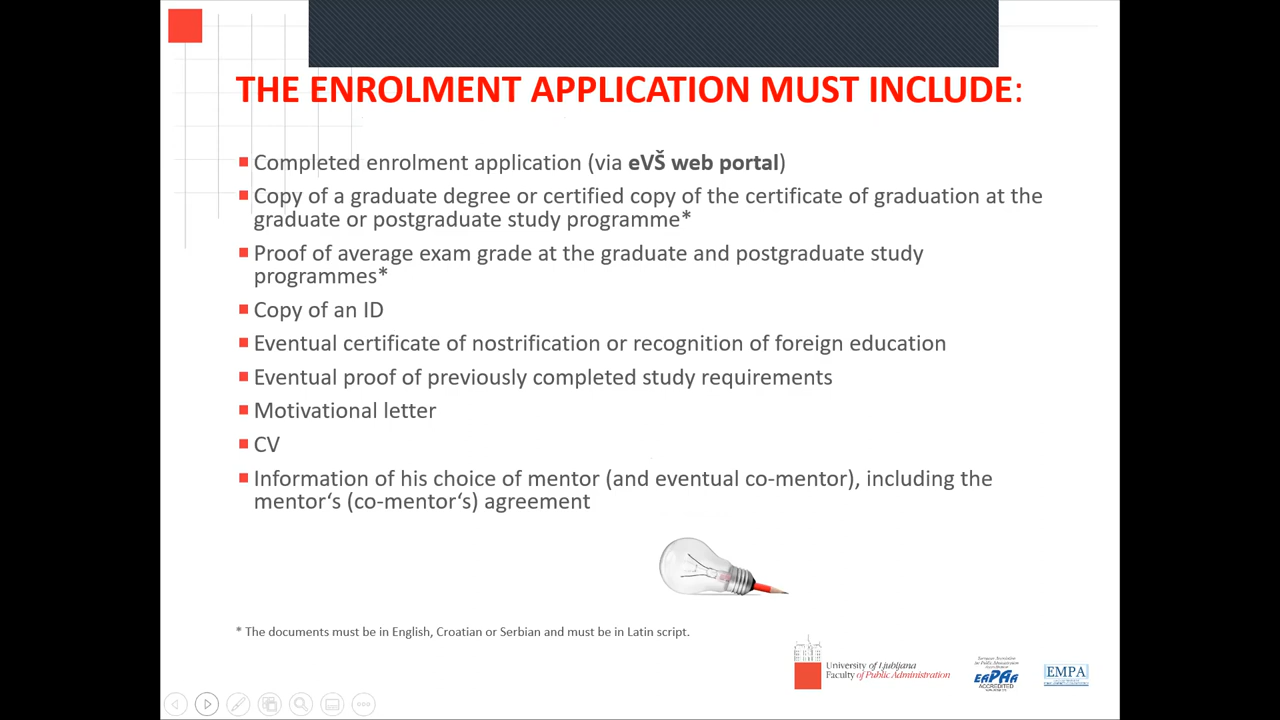 THE ENROLMENT APPLICATION MUST INCLUDE:
Completed enrolment application (via eVŠ web portal)
Copy of a graduate degree or certified copy of the certificate of graduation at the
graduate or postgraduate study programme*
Proof of average exam grade at the graduate and postgraduate study
programmes*
Copy of an ID
Eventual certificate of nostrification or recognition of foreign education
Eventual proof of previously completed study requirements
Motivational letter
CV
Information of his choice of mentor (and eventual co-mentor), including the
mentor‘s (co-mentor‘s) agreement
* The documents must be in English, Croatian or Serbian and must be in Latin script.
University of Ljubljana
Faculty of Public Administration
ACCREDITED
EMPA